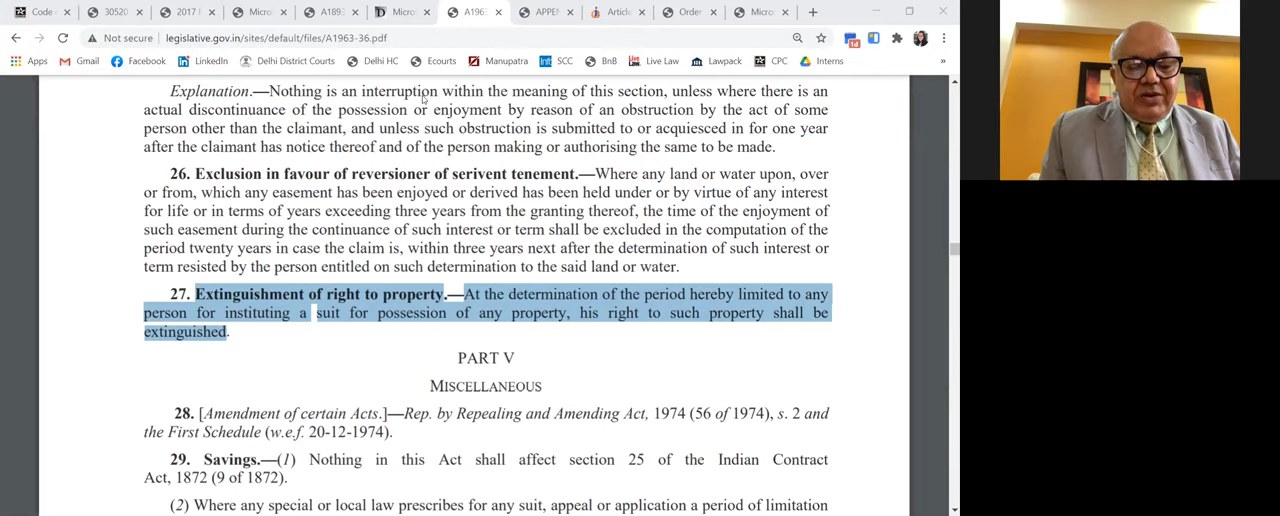 Code
30520
2017
Micro
A1893
Micro
A1963
APPEN
Article
Order
Micro
Not secure
legislative.gov.in/sites/default/files/A1963-36.pdf
Apps
Gmail
Facebook
LinkedIn
Delhi District Courts
Delhi HC
Ecourts
Manupatra
SCC
BnB
Live Law
Lawpack
CPC
Interns
»
Explanation.—Nothing is an interruption within the meaning of this section, unless where there is an
actual discontinuance of the possession or enjoyment by reason of an obstruction by the act of some
person other than the claimant, and unless such obstruction is submitted to or acquiesced in for one year
after the claimant has notice thereof and of the person making or authorising the same to be made.
26. Exclusion in favour of reversioner of serivent tenement.—Where any land or water upon, over
or from, which any easement has been enjoyed or derived has been held under or by virtue of any interest
for life or in terms of years exceeding three years from the granting thereof, the time of the enjoyment of
such easement during the continuance of such interest or term shall be excluded in the computation of the
period twenty years in case the claim is, within three years next after the determination of such interest or
term resisted by the person entitled on such determination to the said land or water.
27. Extinguishment of right to property.—At the determination of the period hereby limited to any
person for instituting a suit for possession of any property, his right to such property shall be
extinguished.
PART V
MISCELLANEOUS
28. [Amendment of certain Acts.]—Rep. by Repealing and Amending Act, 1974 (56 of 1974), s. 2 and
the First Schedule (w.e.f. 20-12-1974).
29. Savings.—(1) Nothing in this Act shall affect section 25 of the Indian Contract
Act, 1872 (9 of 1872).
(2) Where any special or local law prescribes for any suit, appeal or application a period of limitation